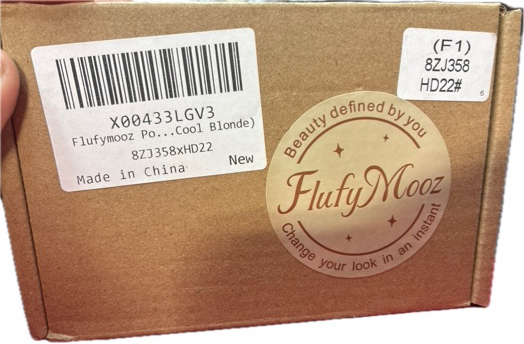 X00433LGV3
Flufymooz Po...Cool Blonde)
8ZJ358xHD22
New
Made in China
(F1)
8ZJ358
HD22#
6
Beauty defined by you
FlufyMooz
Change your look in an instant